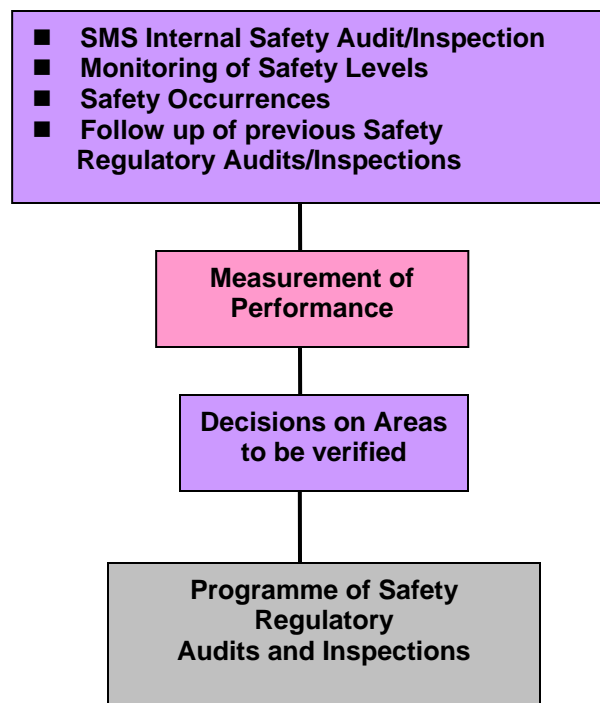 ■ SMS Internal Safety Audit/Inspection
■ Monitoring of Safety Levels
■ Safety Occurrences
■ Follow up of previous Safety
Regulatory Audits/Inspections
Measurement of
Performance
Decisions on Areas
to be verified
Programme of Safety
Regulatory
Audits and Inspections